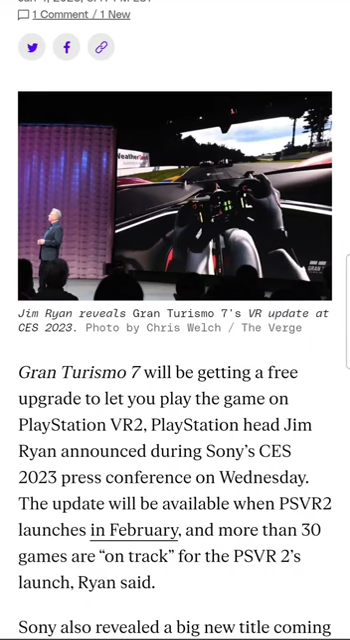 1 Comment / 1 New
WeatherTech
Jim Ryan reveals Gran Turismo 7's VR update at
CES 2023. Photo by Chris Welch / The Verge
Gran Turismo 7 will be getting a free
upgrade to let you play the game on
PlayStation VR2, PlayStation head Jim
Ryan announced during Sony’s CES
2023 press conference on Wednesday.
The update will be available when PSVR2
launches in February, and more than 30
games are “on track” for the PSVR 2’s
launch, Ryan said.
Sony also revealed a big new title coming